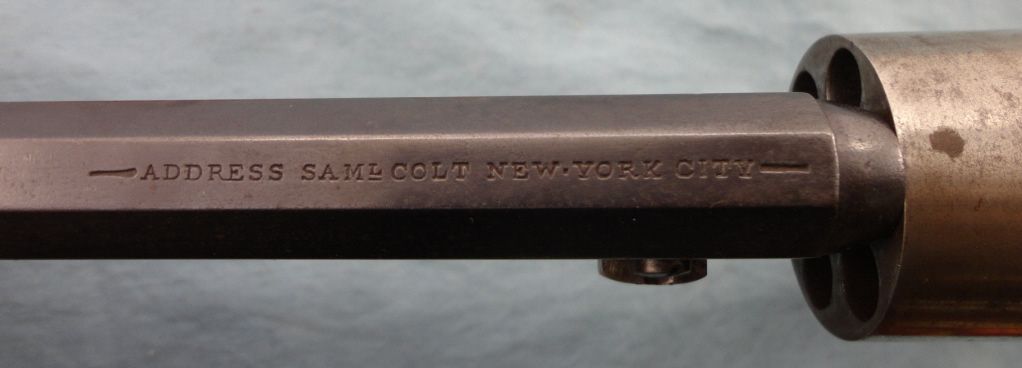 ADDRESS SAML COLT NEW-YORK CITY